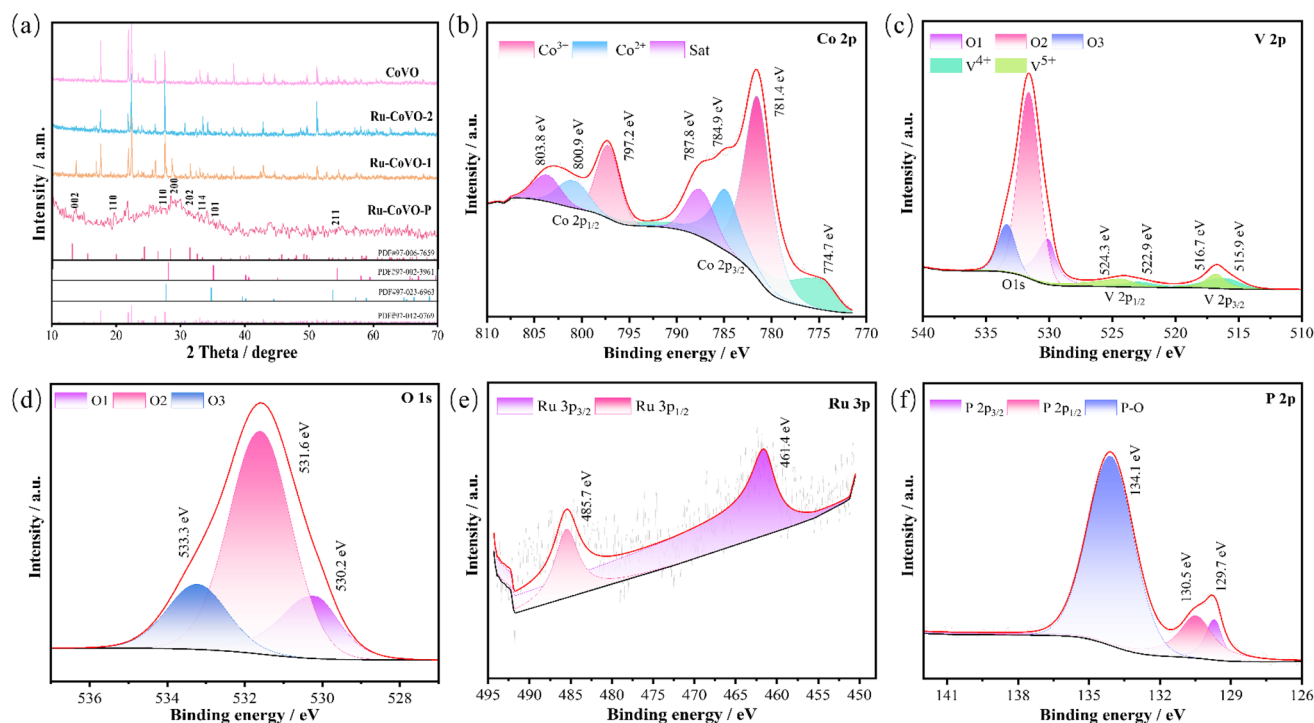 (a)
CoVO
Ru-CoVO-2
Ru-CoVO-1
002
110
110
200
202
114
101
211
Ru-CoVO-P
PDF#97-006-7659
PDF#97-002-3961
PDF#97-023-6963
PDF#97-042-0769
10 20 30 40 50 60 70
2 Theta / degree
Intensity / a.m.
(b)
Co 2p
Co³⁺ Co²⁺ Sat
803.8 eV
800.9 eV
797.2 eV
787.8 eV
784.9 eV
781.4 eV
774.7 eV
Co 2p1/2
Co 2p3/2
810 805 800 795 790 785 780 775 770
Binding energy / eV
Intensity / a.u.
(c)
V 2p
O1 O2 O3
V⁴⁺ V⁵⁺
524.3 eV
522.9 eV
516.7 eV
515.9 eV
O1s
V 2p1/2
V 2p3/2
540 535 530 525 520 515 510
Binding energy / eV
Intensity / a.u.
(d)
O 1s
O1 O2 O3
533.3 eV
531.6 eV
530.2 eV
536 534 532 530 528
Binding energy / eV
Intensity / a.u.
(e)
Ru 3p
Ru 3p3/2 Ru 3p1/2
485.7 eV
461.4 eV
495 490 485 480 475 470 465 460 455 450
Binding energy / eV
Intensity / a.u.
(f)
P 2p
P 2p3/2 P 2p1/2 P-O
134.1 eV
130.5 eV
129.7 eV
141 138 135 132 129 126
Binding energy / eV
Intensity / a.u.